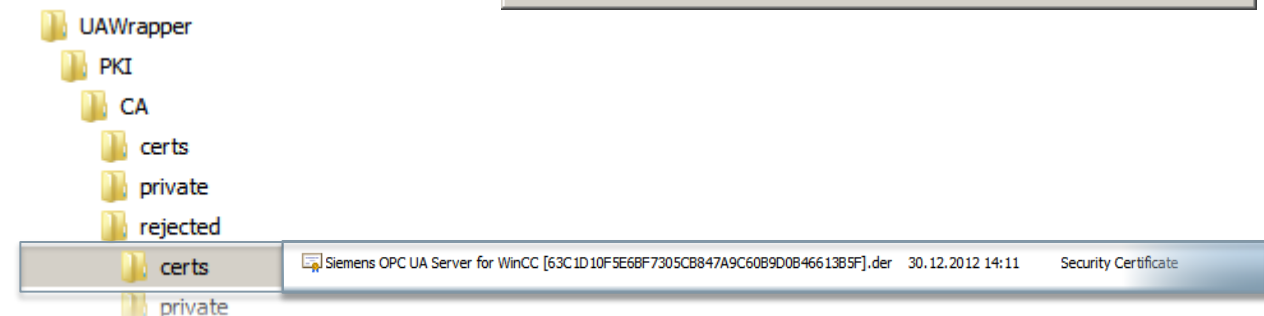 UAWrapper
PKI
CA
certs
private
rejected
certs Siemens OPC UA Server for WinCC [63C1D10F5E6BF7305CB847A9C60B9D0B46613B5F].der 30.12.2012 14:11 Security Certificate
private